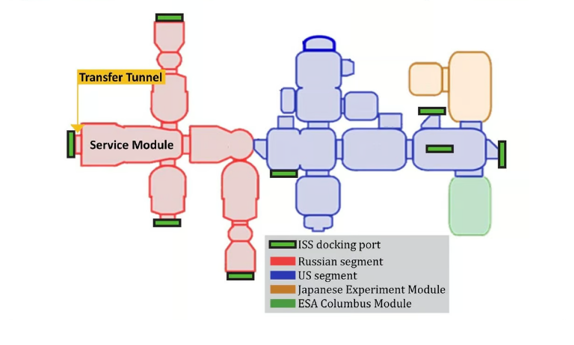 Transfer Tunnel
Service Module
ISS docking port
Russian segment
US segment
Japanese Experiment Module
ESA Columbus Module